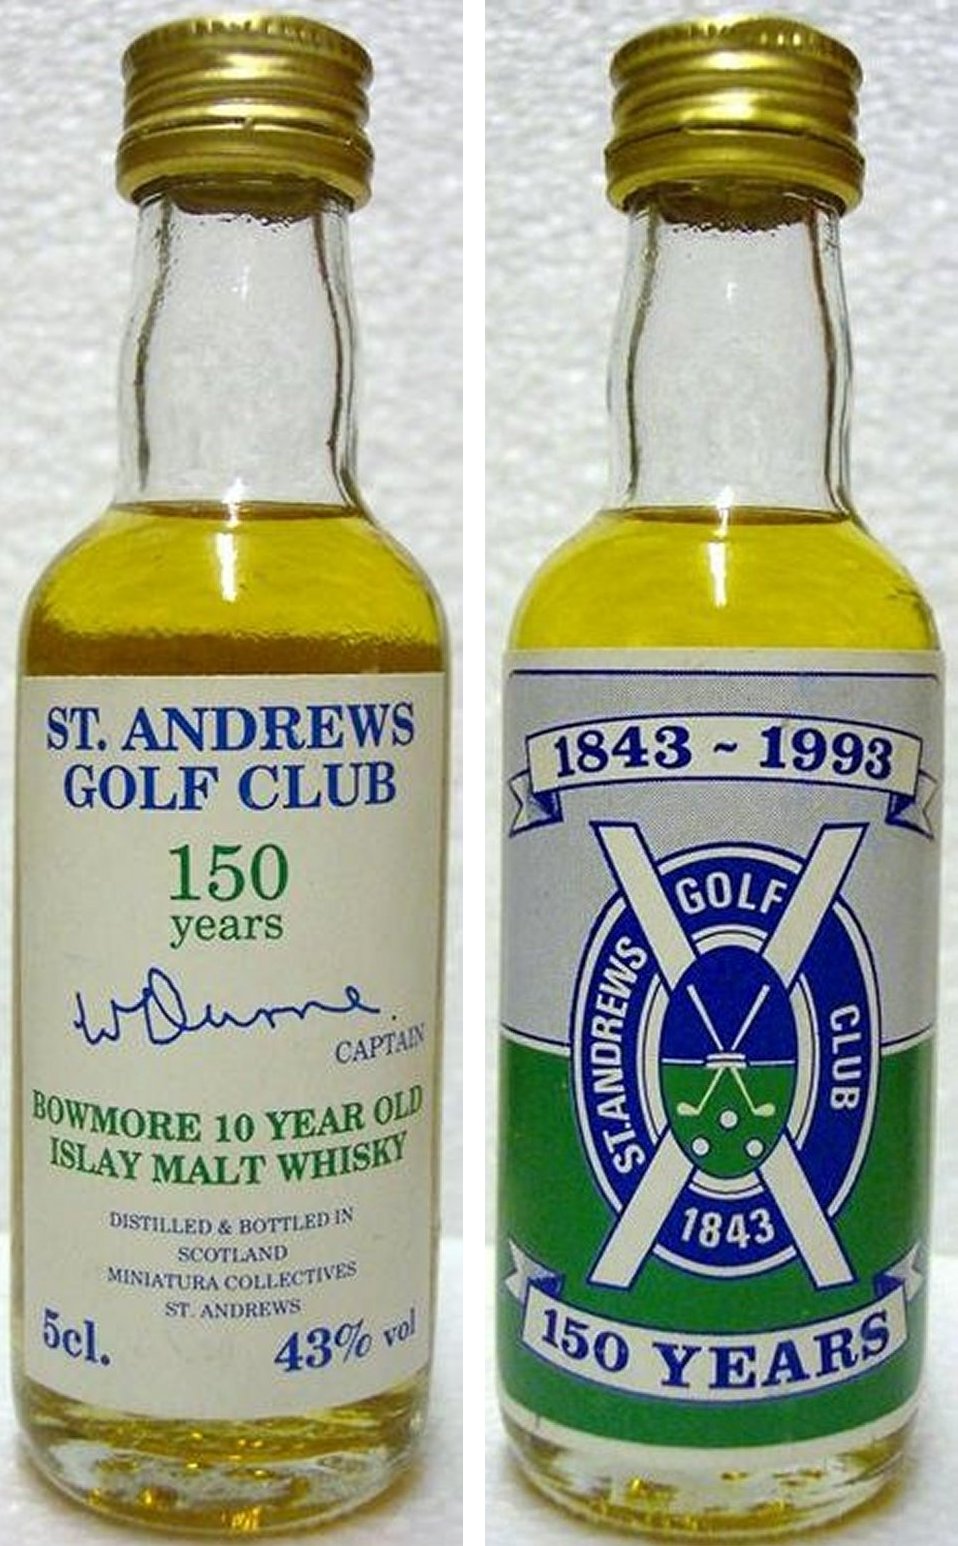 ST. ANDREWS
GOLF CLUB
150
years
CAPTAIN
BOWMORE 10 YEAR OLD
ISLAY MALT WHISKY
DISTILLED & BOTTLED IN
SCOTLAND
MINIATURA COLLECTIVES
ST. ANDREWS
5cl. 43% vol
1843 ~ 1993
ST.ANDREWS GOLF CLUB
1843
150 YEARS